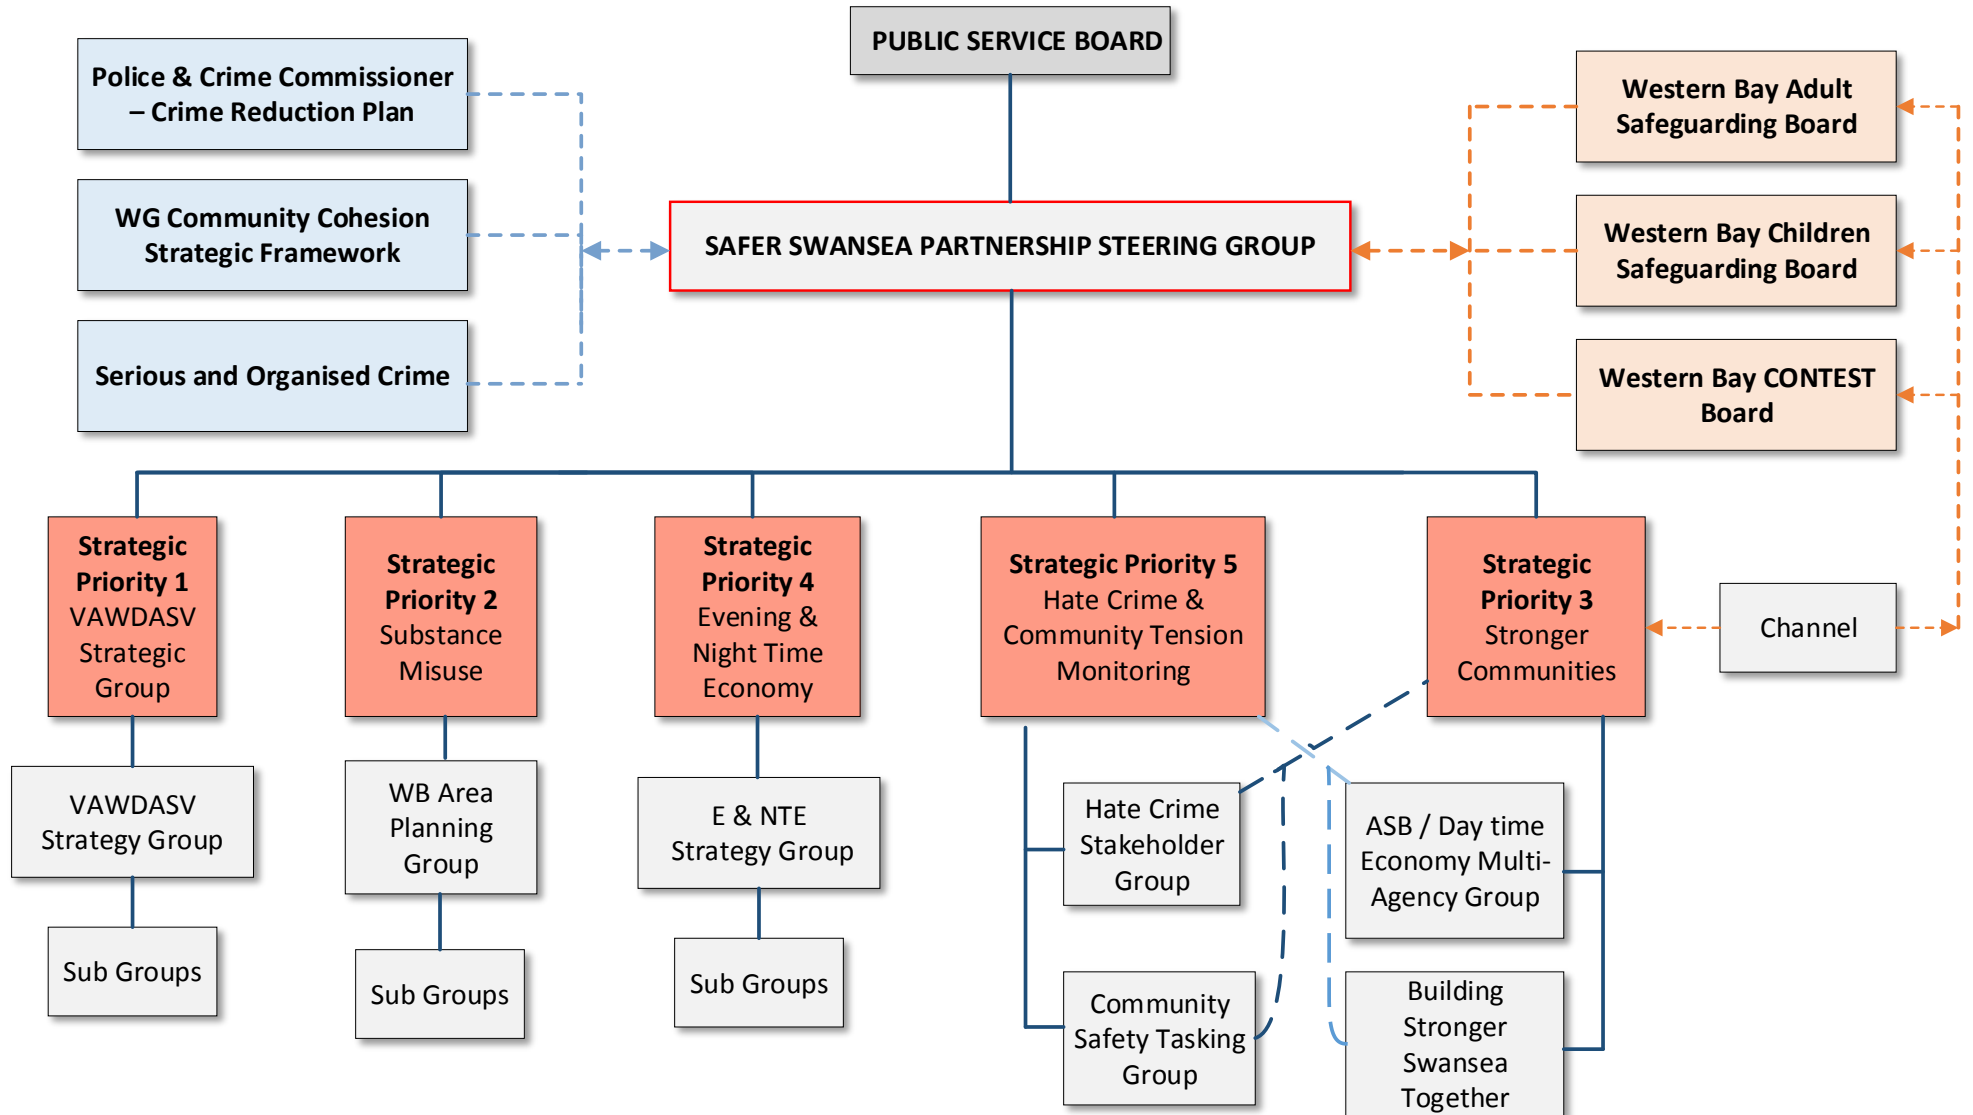 PUBLIC SERVICE BOARD
Police & Crime Commissioner
– Crime Reduction Plan
WG Community Cohesion
Strategic Framework
Serious and Organised Crime
SAFER SWANSEA PARTNERSHIP STEERING GROUP
Western Bay Adult
Safeguarding Board
Western Bay Children
Safeguarding Board
Western Bay CONTEST
Board
Strategic
Priority 1
VAWDASV
Strategic
Group
Strategic
Priority 2
Substance
Misuse
Strategic
Priority 4
Evening &
Night Time
Economy
Strategic Priority 5
Hate Crime &
Community Tension
Monitoring
Strategic
Priority 3
Stronger
Communities
Channel
VAWDASV
Strategy Group
WB Area
Planning
Group
E & NTE
Strategy Group
Hate Crime
Stakeholder
Group
ASB / Day time
Economy Multi-
Agency Group
Sub Groups
Sub Groups
Sub Groups
Community
Safety Tasking
Group
Building
Stronger
Swansea
Together